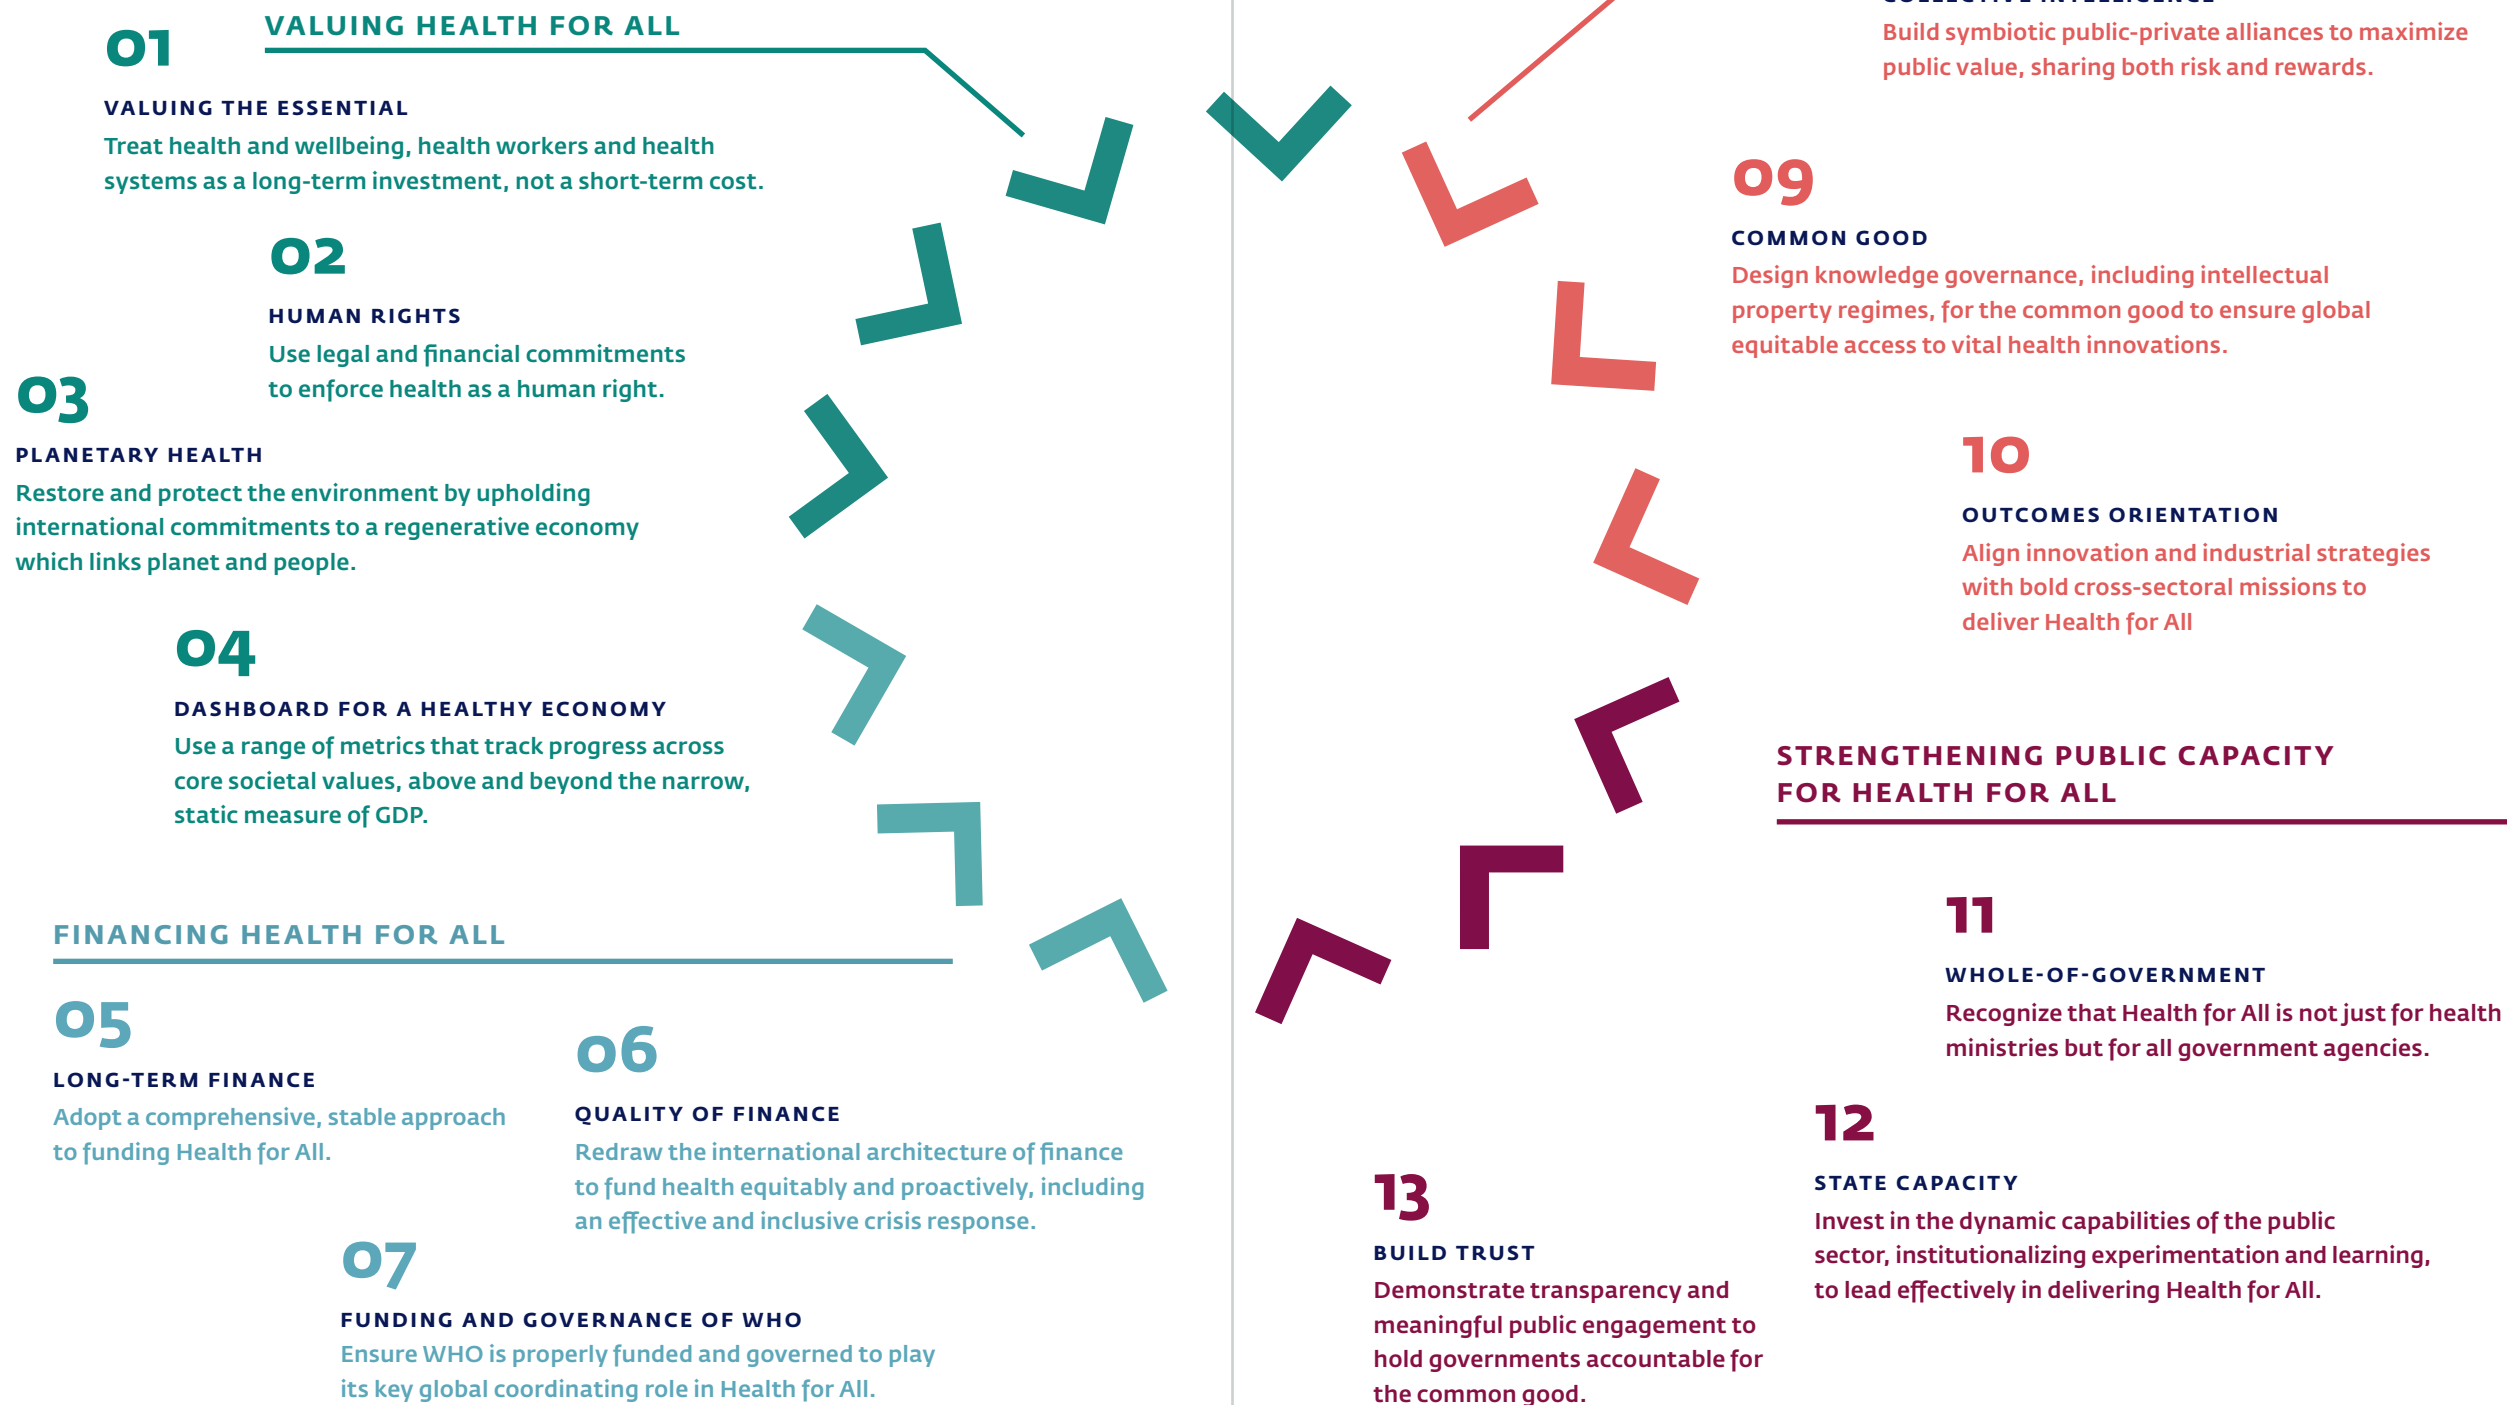 VALUING HEALTH FOR ALL
01
VALUING THE ESSENTIAL
Treat health and wellbeing, health workers and health
systems as a long-term investment, not a short-term cost.
02
HUMAN RIGHTS
Use legal and financial commitments
to enforce health as a human right.
03
PLANETARY HEALTH
Restore and protect the environment by upholding
international commitments to a regenerative economy
which links planet and people.
04
DASHBOARD FOR A HEALTHY ECONOMY
Use a range of metrics that track progress across
core societal values, above and beyond the narrow,
static measure of GDP.
FINANCING HEALTH FOR ALL
05
LONG-TERM FINANCE
Adopt a comprehensive, stable approach
to funding Health for All.
06
QUALITY OF FINANCE
Redraw the international architecture of finance
to fund health equitably and proactively, including
an effective and inclusive crisis response.
07
FUNDING AND GOVERNANCE OF WHO
Ensure WHO is properly funded and governed to play
its key global coordinating role in Health for All.
Build symbiotic public-private alliances to maximize
public value, sharing both risk and rewards.
09
COMMON GOOD
Design knowledge governance, including intellectual
property regimes, for the common good to ensure global
equitable access to vital health innovations.
10
OUTCOMES ORIENTATION
Align innovation and industrial strategies
with bold cross-sectoral missions to
deliver Health for All
STRENGTHENING PUBLIC CAPACITY
FOR HEALTH FOR ALL
11
WHOLE-OF-GOVERNMENT
Recognize that Health for All is not just for health
ministries but for all government agencies.
12
STATE CAPACITY
Invest in the dynamic capabilities of the public
sector, institutionalizing experimentation and learning,
to lead effectively in delivering Health for All.
13
BUILD TRUST
Demonstrate transparency and
meaningful public engagement to
hold governments accountable for
the common good.